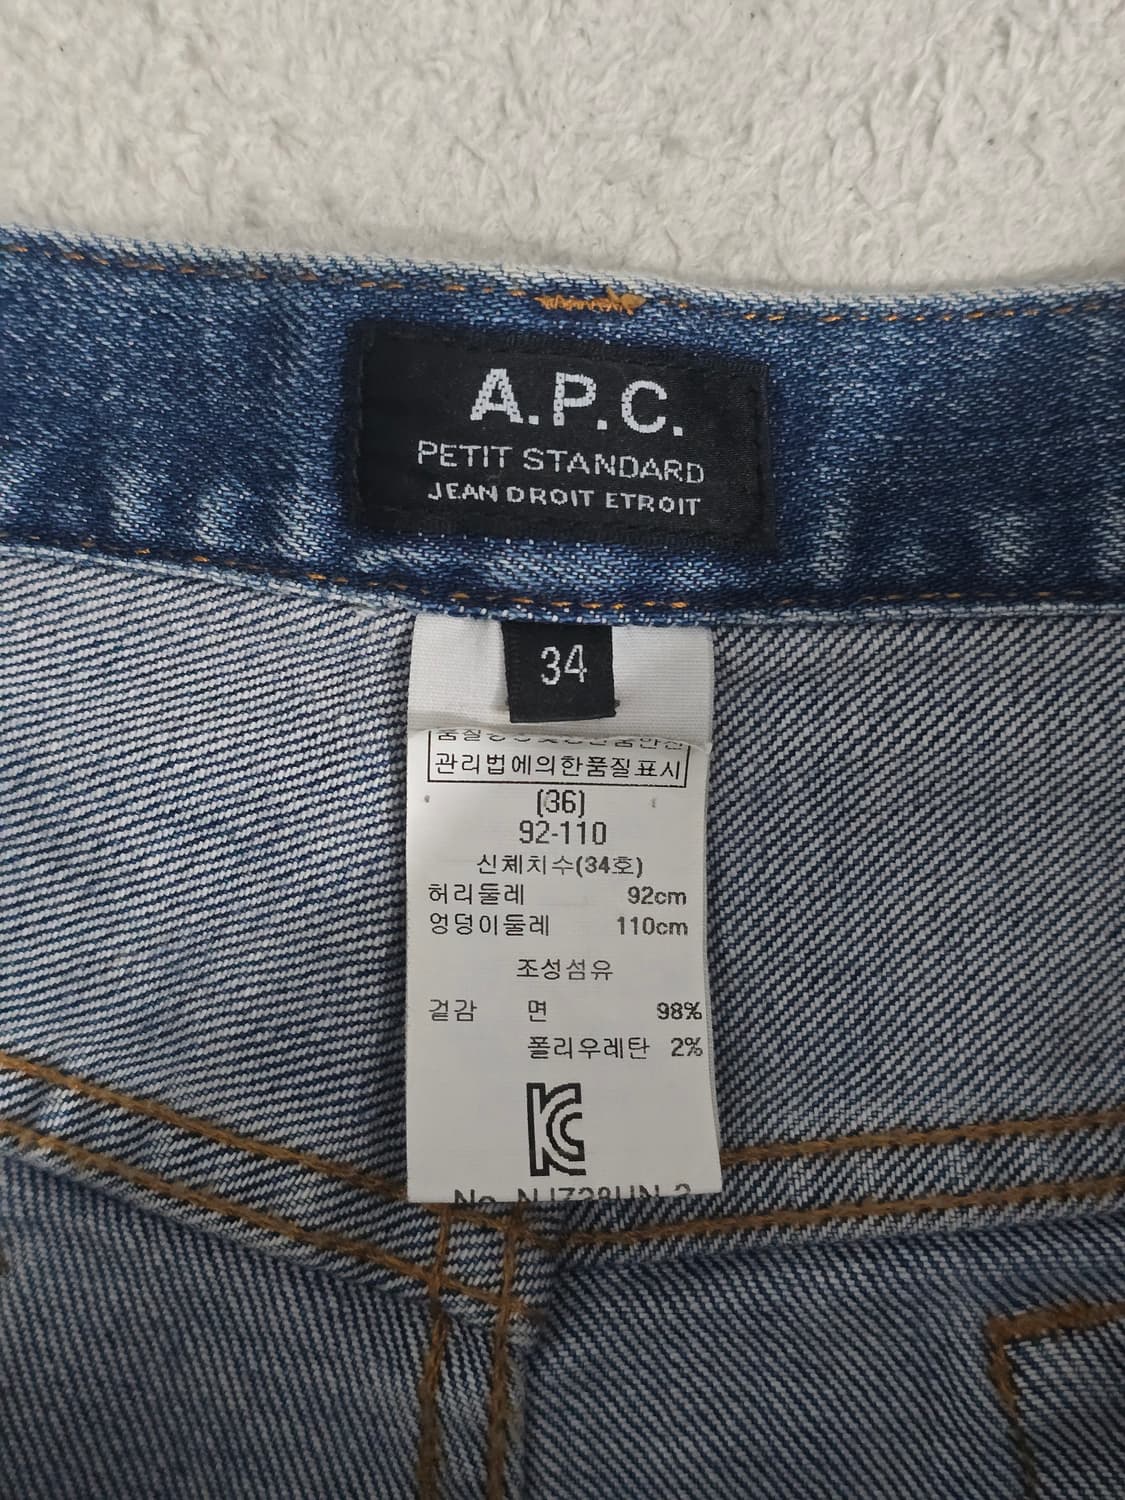 A.P.C.
PETIT STANDARD
JEAN DROIT ETROIT
34
관리법에의한품질표시
(36)
92-110
신체치수(34호)
허리둘레 92cm
엉덩이둘레 110cm
조성섬유
겉감 면 98%
폴리우레탄 2%
KC
No.